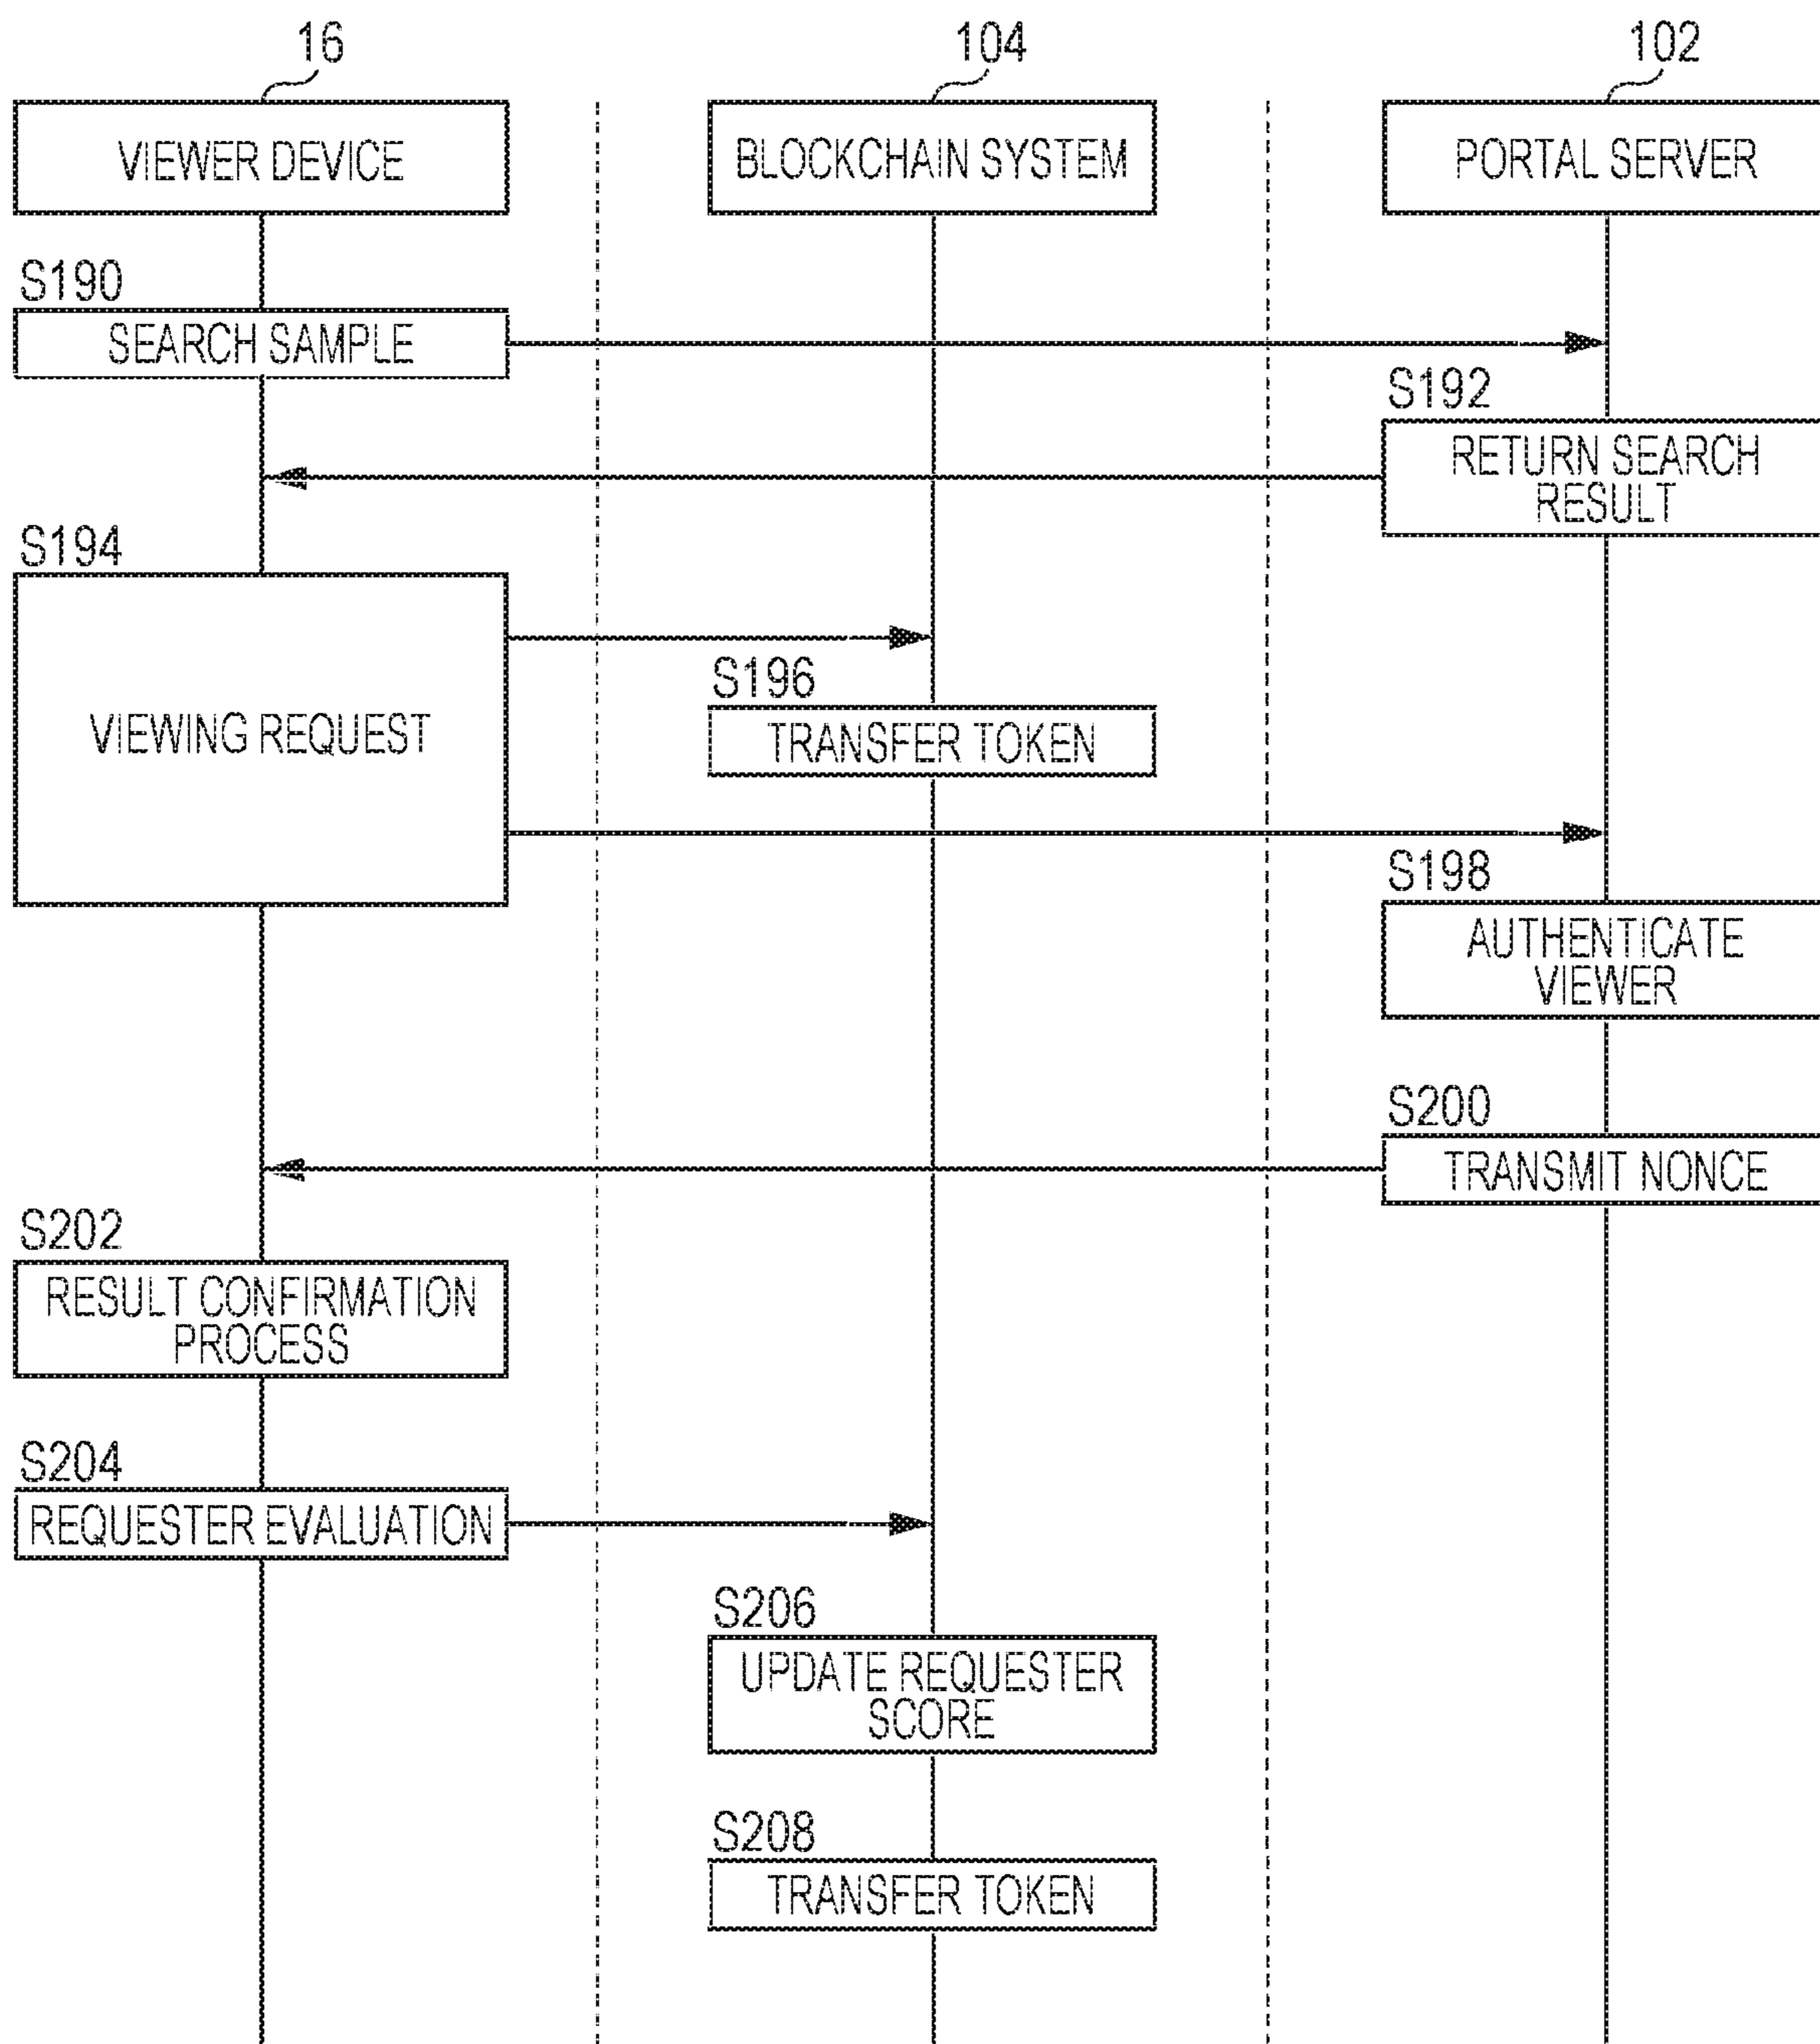 16
104
102
VIEWER DEVICE
BLOCKCHAIN SYSTEM
PORTAL SERVER
S190
SEARCH SAMPLE
S192
RETURN SEARCH
RESULT
S194
VIEWING REQUEST
S196
TRANSFER TOKEN
S198
AUTHENTICATE
VIEWER
S200
TRANSMIT NONCE
S202
RESULT CONFIRMATION
PROCESS
S204
REQUESTER EVALUATION
S206
UPDATE REQUESTER
SCORE
S208
TRANSFER TOKEN